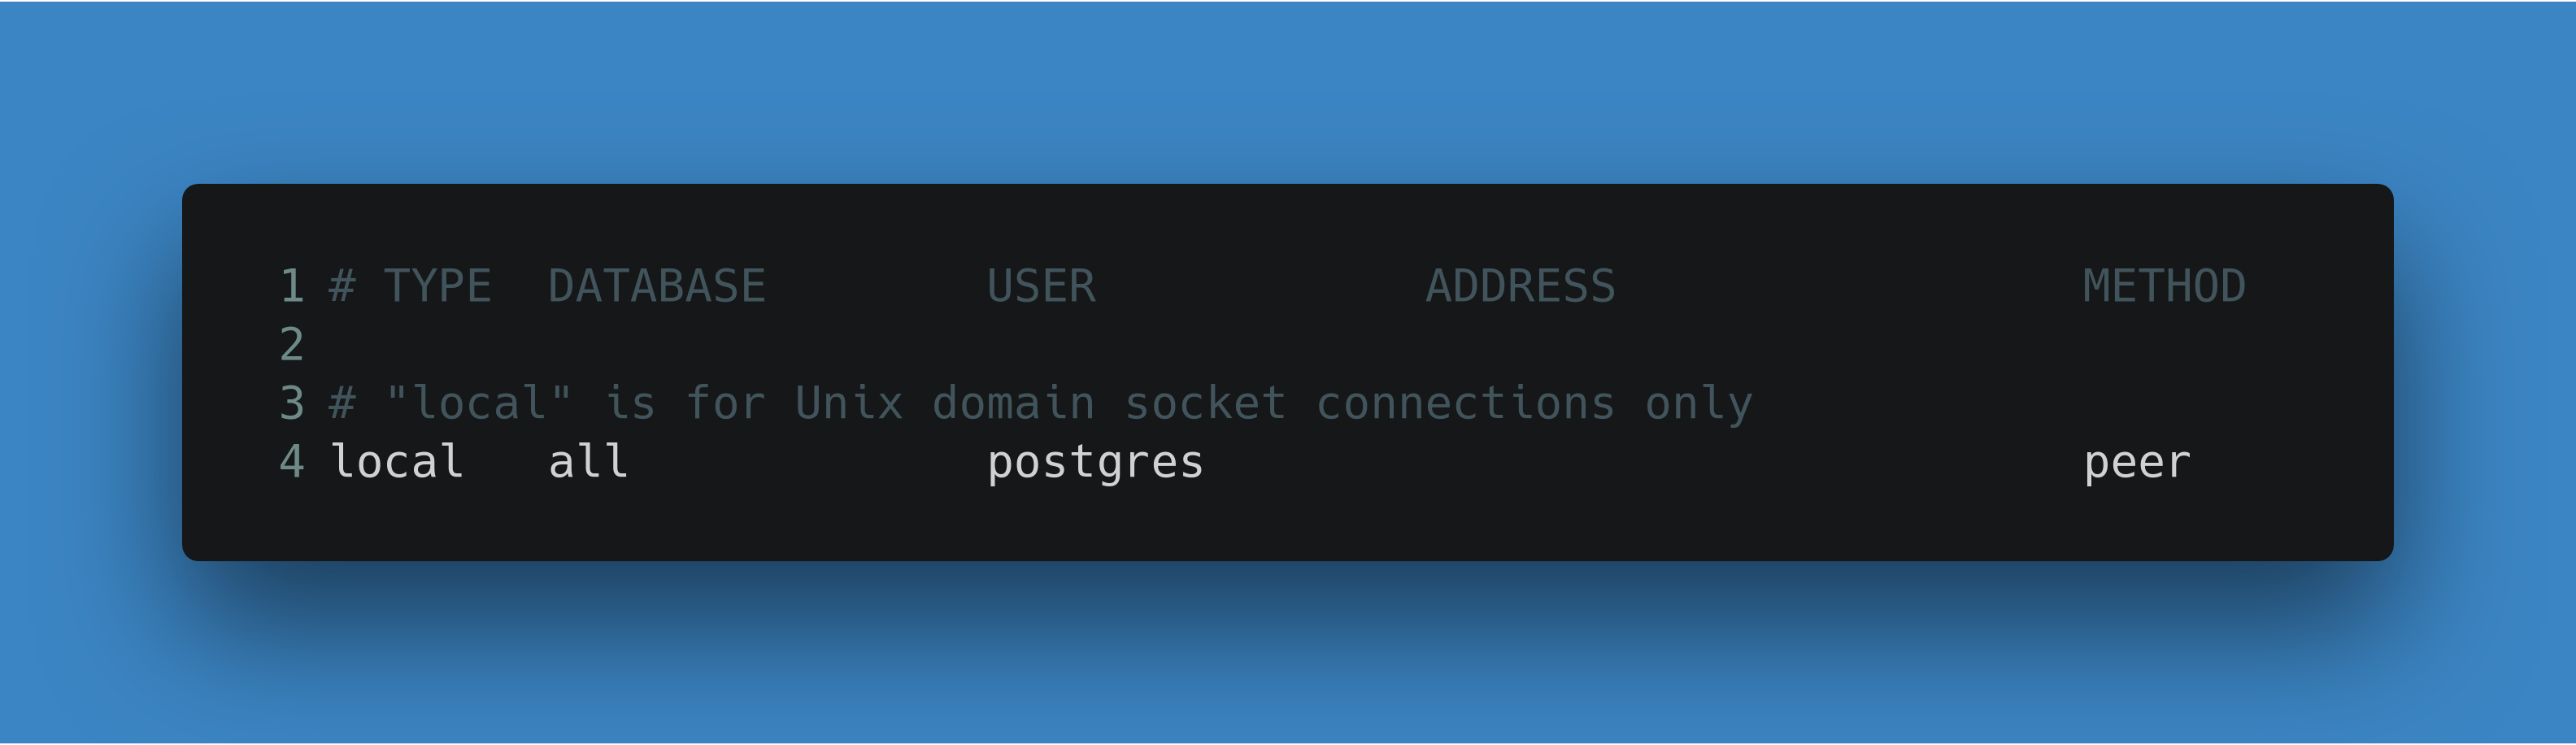 1 # TYPE  DATABASE        USER            ADDRESS                 METHOD
2
3 # "local" is for Unix domain socket connections only
4 local   all             postgres                                peer